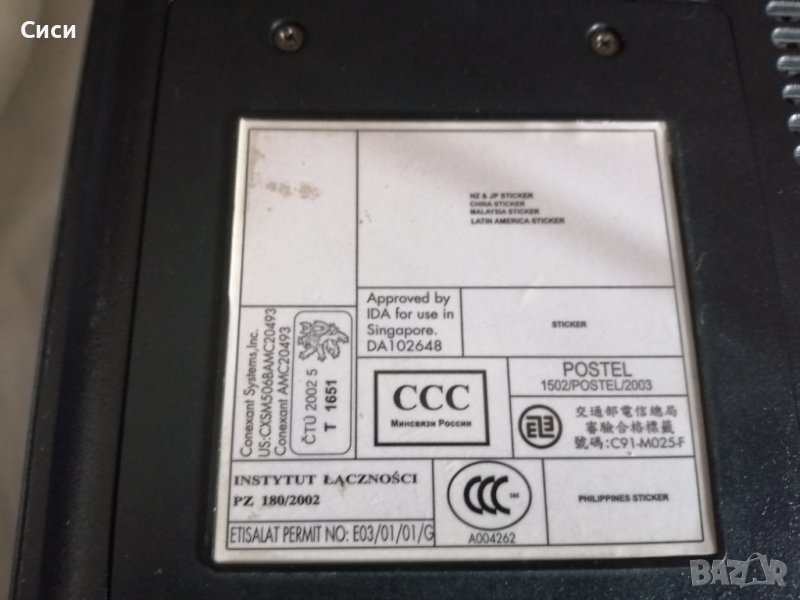 Сиси
NZ & JP STICKER
CHINA STICKER
MALAYSIA STICKER
LATIN AMERICA STICKER
Approved by
IDA for use in
Singapore.
DA102648
STICKER
Conexant Systems,Inc.
US:CXSM506BAMC20493
Conexant AMC20493
ČTÚ 2002 5
T 1651
CCC
Минсвязи России
POSTEL
1502/POSTEL/2003
交通部電信總局
審驗合格標籤
號碼:C91-M025-F
INSTYTUT ŁĄCZNOŚCI
PZ 180/2002
ETISALAT PERMIT NO: E03/01/01/G
CCC
A004262
PHILIPPINES STICKER
BAZAR